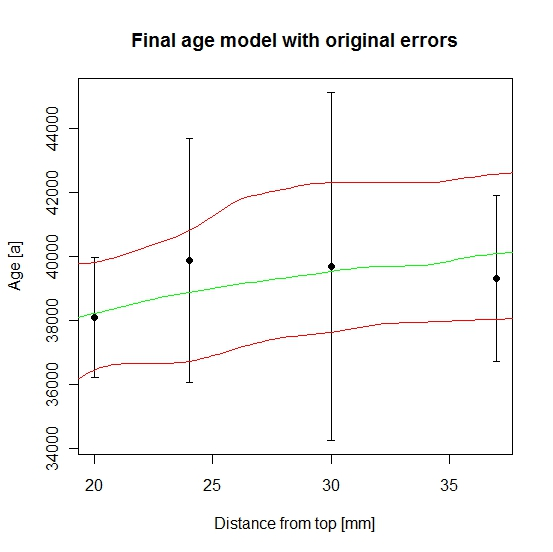 Final age model with original errors
Age [a]
44000
42000
40000
38000
36000
34000
20 25 30 35
Distance from top [mm]